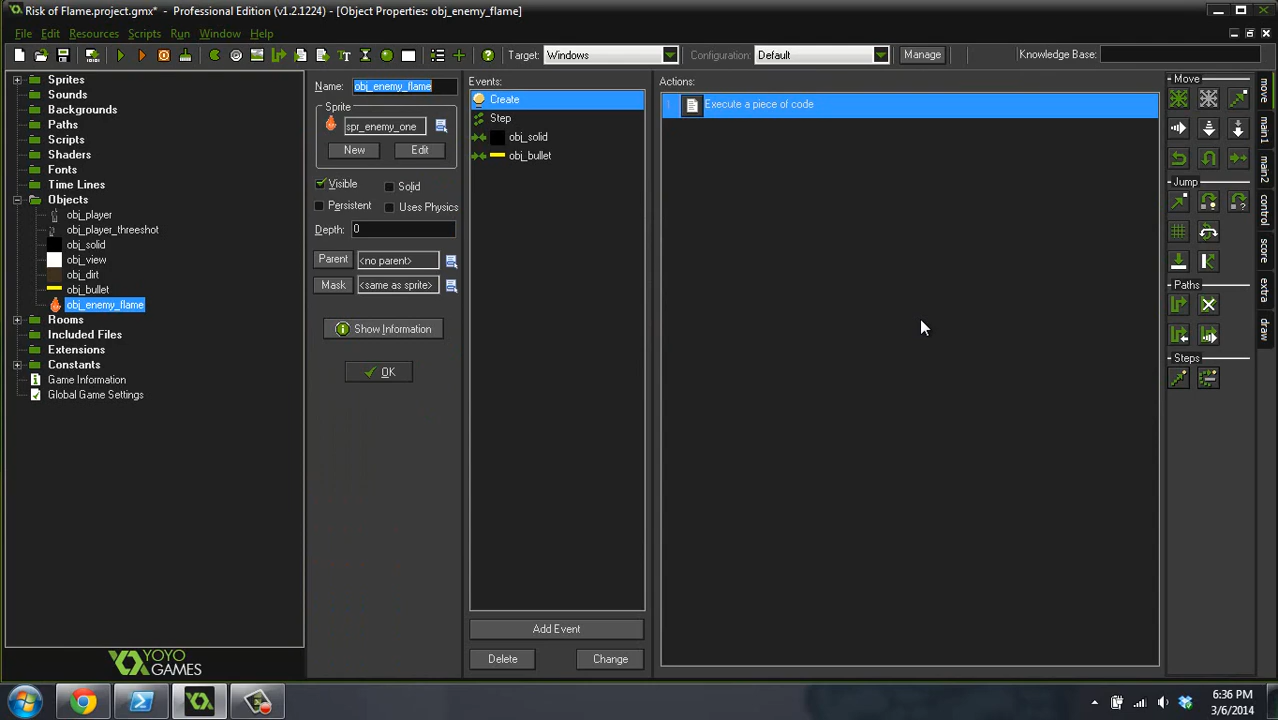 Risk of Flame.project.gmx* - Professional Edition (v1.2.1224) - [Object Properties: obj_enemy_flame]
File Edit Resources Scripts Run Window Help
Target: Windows Configuration: Default Manage Knowledge Base:
Sprites
Sounds
Backgrounds
Paths
Scripts
Shaders
Fonts
Time Lines
Objects
obj_player
obj_player_threeshot
obj_solid
obj_view
obj_dirt
obj_bullet
obj_enemy_flame
Rooms
Included Files
Extensions
Constants
Game Information
Global Game Settings
YOYO
GAMES
Name: obj_enemy_flame
Sprite
spr_enemy_one
New Edit
Visible Solid
Persistent Uses Physics
Depth: 0
Parent <no parent>
Mask <same as sprite>
Show Information
OK
Events:
Create
Step
obj_solid
obj_bullet
Add Event
Delete Change
Actions:
Execute a piece of code
Move
Jump
Paths
Steps
move
main1
main2
control
score
extra
draw
6:36 PM
3/6/2014